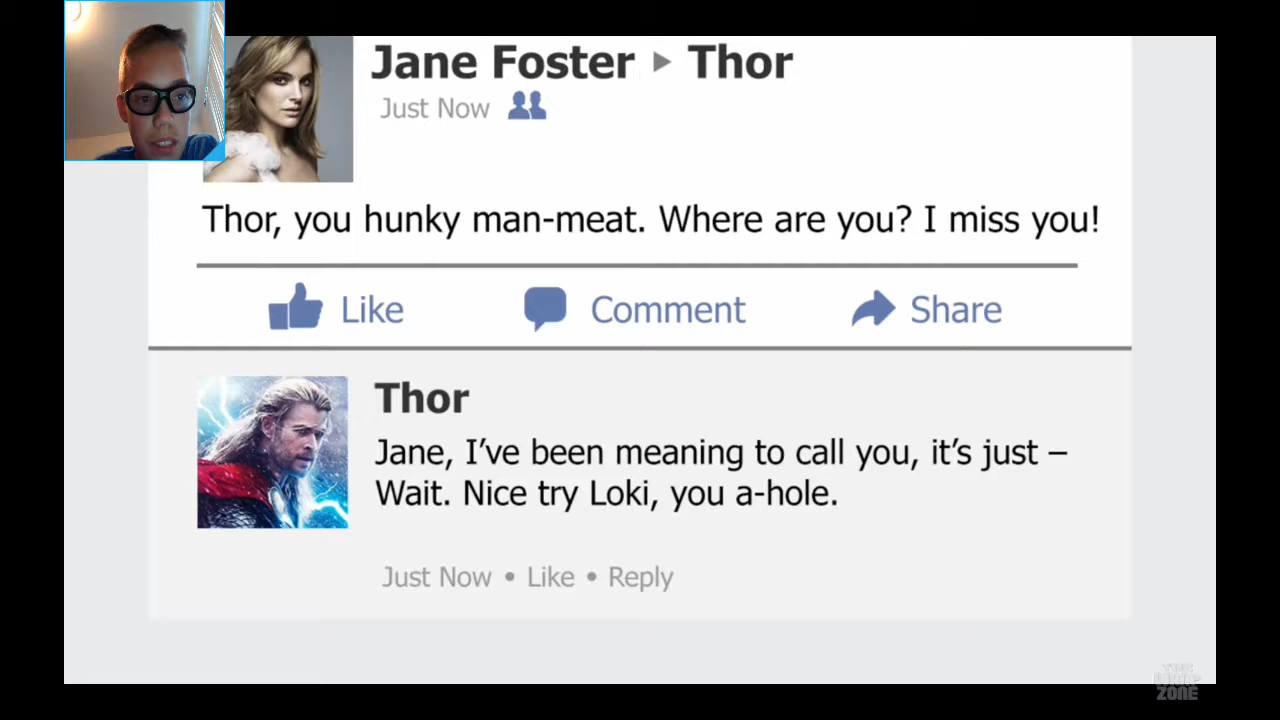 Jane Foster ▸ Thor
Just Now
Thor, you hunky man-meat. Where are you? I miss you!
Like Comment Share
Thor
Jane, I’ve been meaning to call you, it’s just –
Wait. Nice try Loki, you a-hole.
Just Now • Like • Reply
ZONE